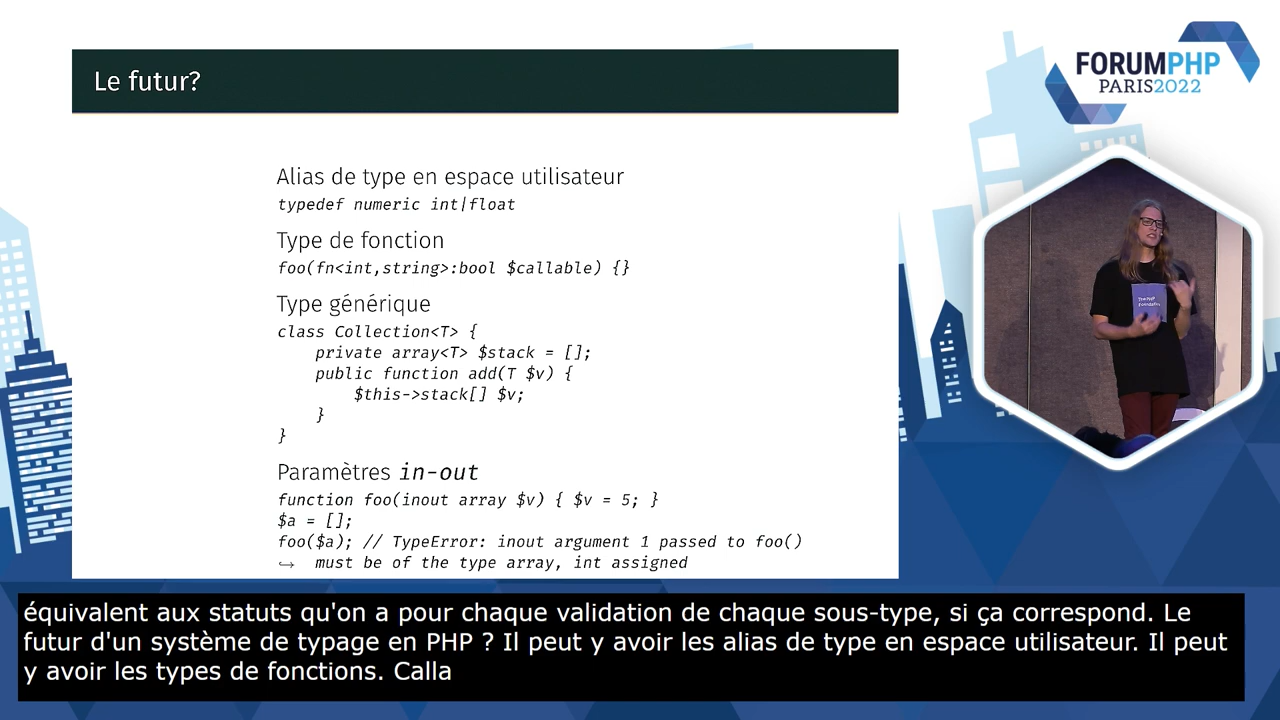 Le futur?
FORUMPHP
PARIS2022
Alias de type en espace utilisateur
typedef numeric int|float
Type de fonction
foo(fn<int,string>:bool $callable) {}
Type générique
class Collection<T> {
private array<T> $stack = [];
public function add(T $v) {
$this->stack[] $v;
}
}
Paramètres in-out
function foo(inout array $v) { $v = 5; }
$a = [];
foo($a); // TypeError: inout argument 1 passed to foo()
↪ must be of the type array, int assigned
The PHP
Foundation
équivalent aux statuts qu'on a pour chaque validation de chaque sous-type, si ça correspond. Le
futur d'un système de typage en PHP ? Il peut y avoir les alias de type en espace utilisateur. Il peut
y avoir les types de fonctions. Calla